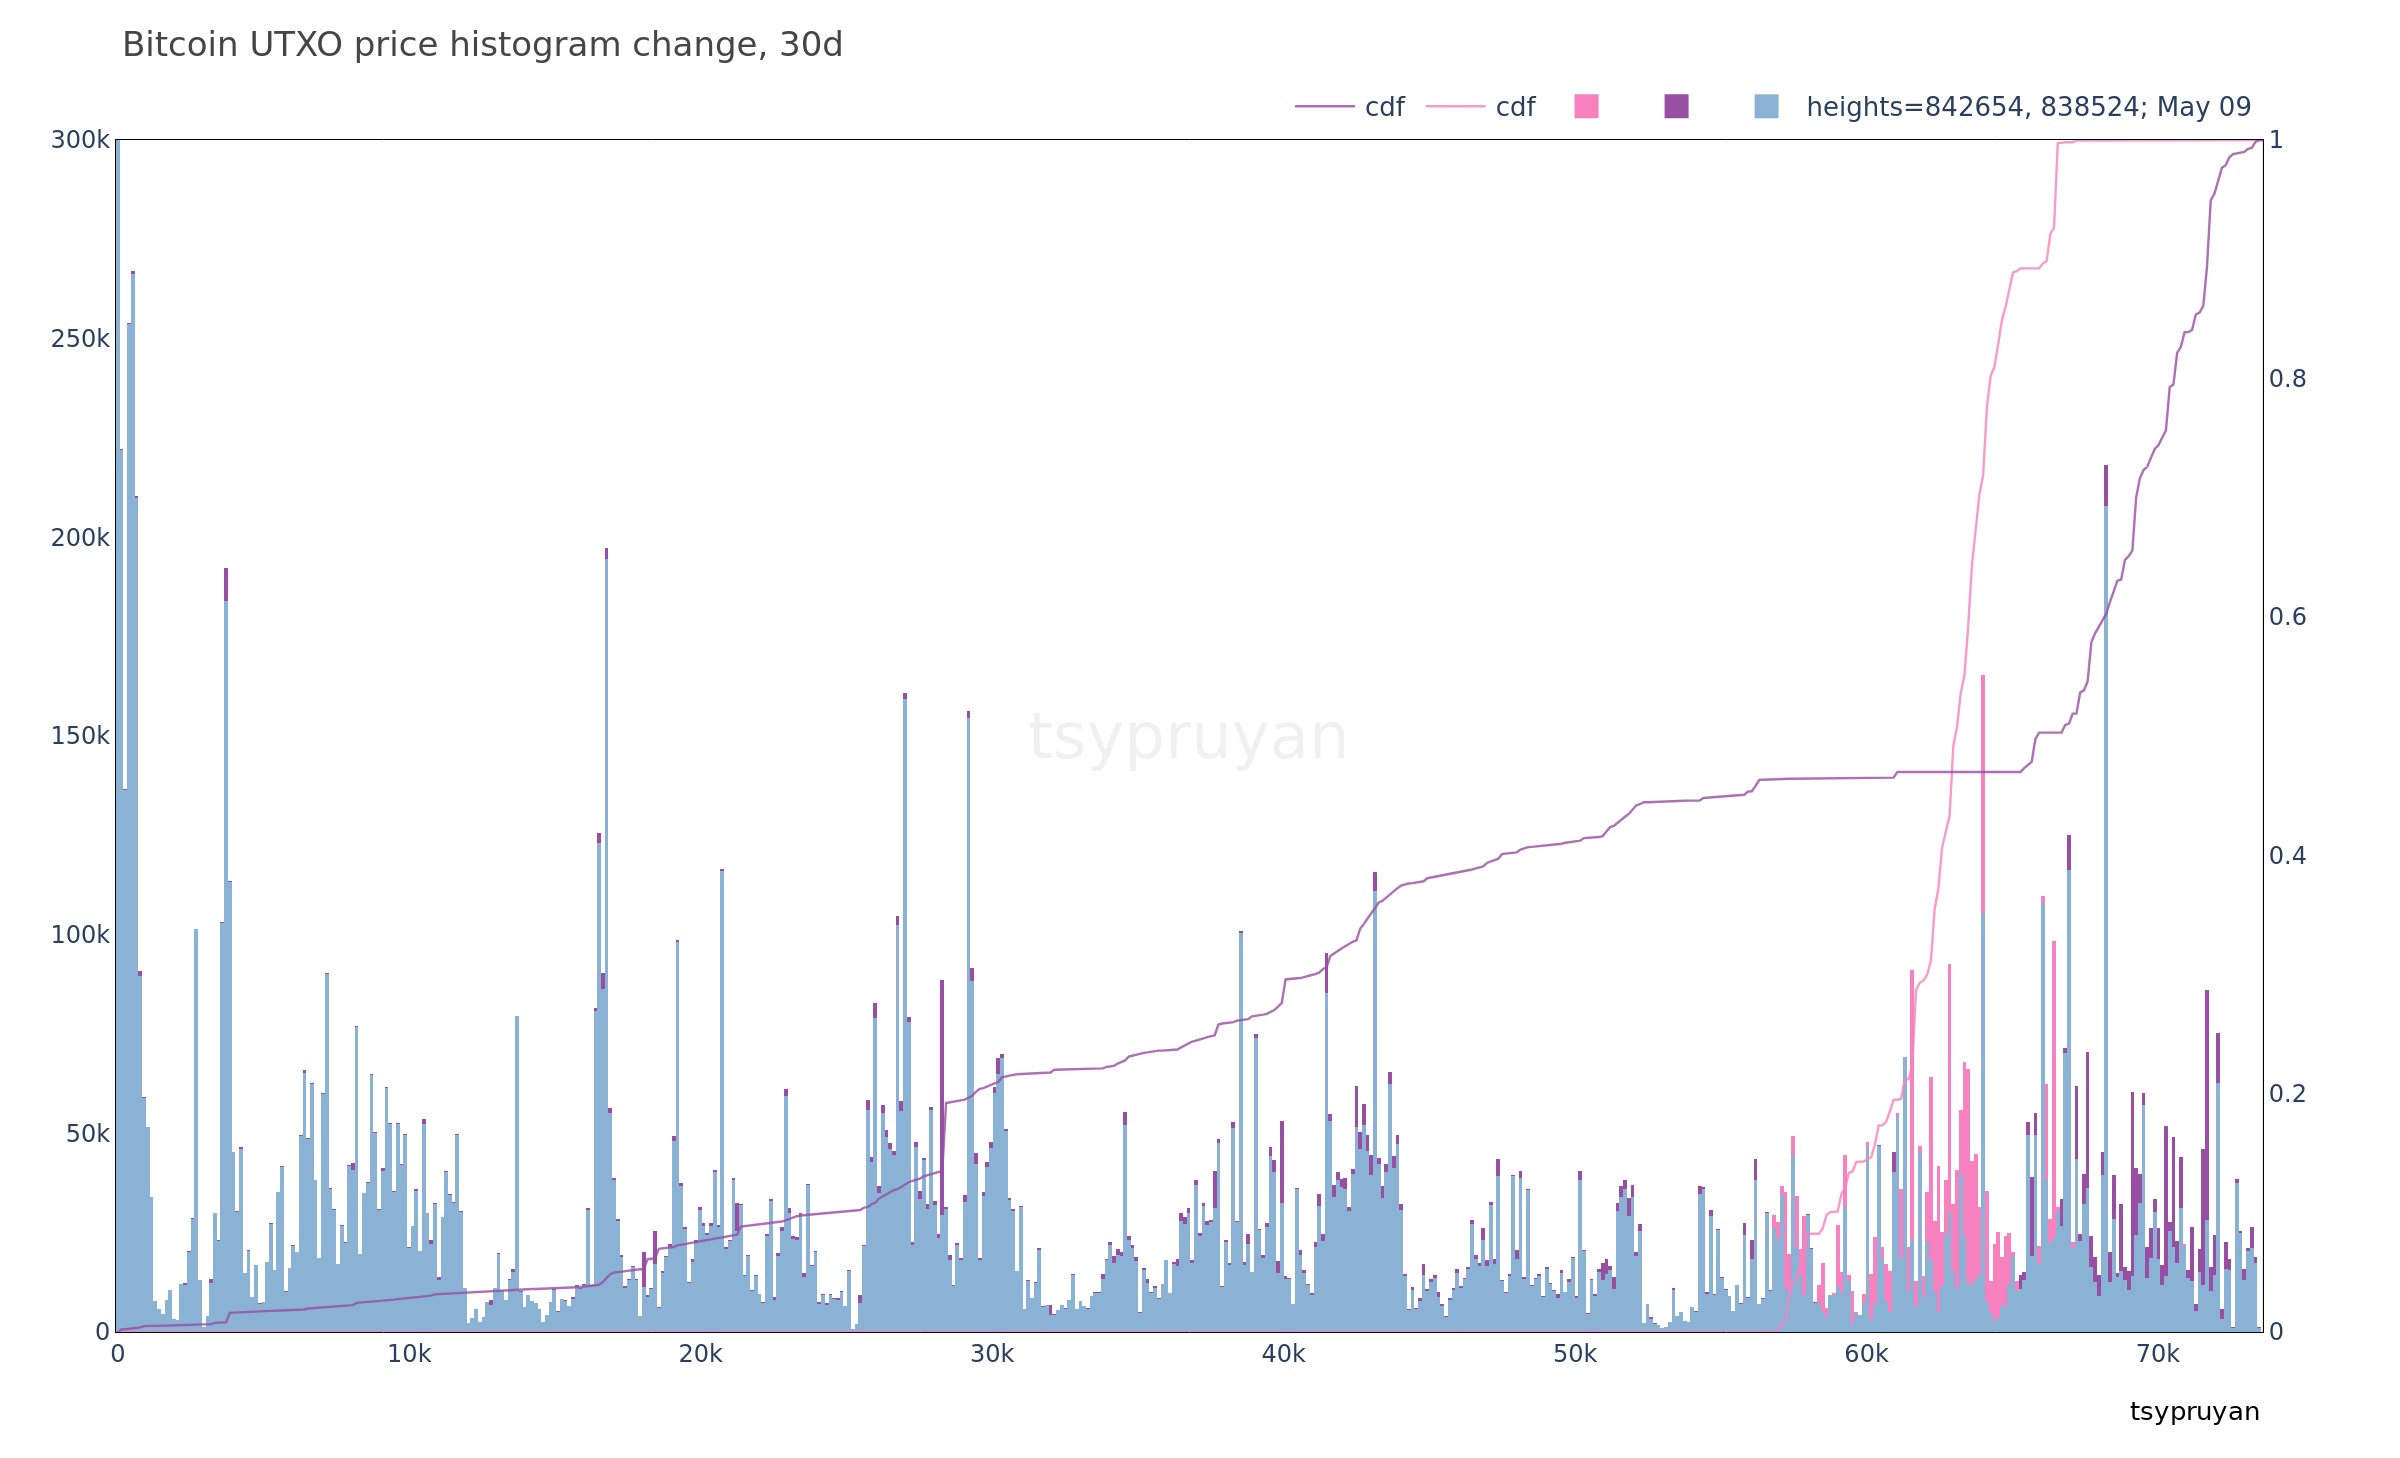 Bitcoin UTXO price histogram change, 30d
cdf cdf heights=842654, 838524; May 09
300k 1
250k
0.8
200k
0.6
150k
tsypruyan
0.4
100k
0.2
50k
0 0
0 10k 20k 30k 40k 50k 60k 70k
tsypruyan